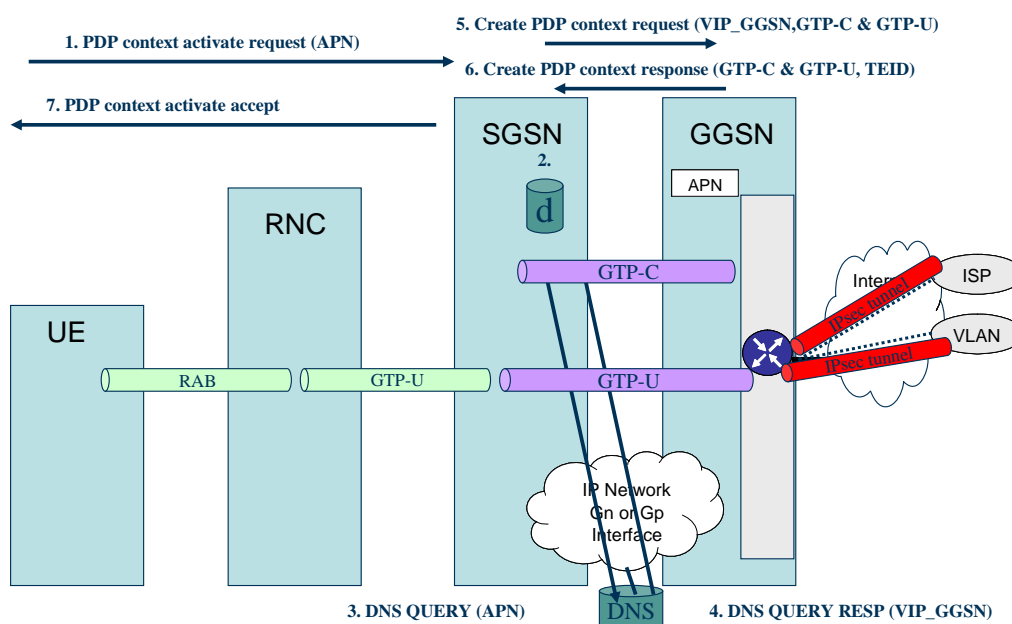 5. Create PDP context request (VIP_GGSN,GTP-C & GTP-U)
1. PDP context activate request (APN)
6. Create PDP context response (GTP-C & GTP-U, TEID)
7. PDP context activate accept
SGSN
GGSN
2.
APN
d
RNC
GTP-C
Inter
IPsec tunnel
ISP
UE
VLAN
IPsec tunnel
RAB
GTP-U
GTP-U
IP Network
Gn or Gp
Interface
3. DNS QUERY (APN)
DNS
4. DNS QUERY RESP (VIP_GGSN)